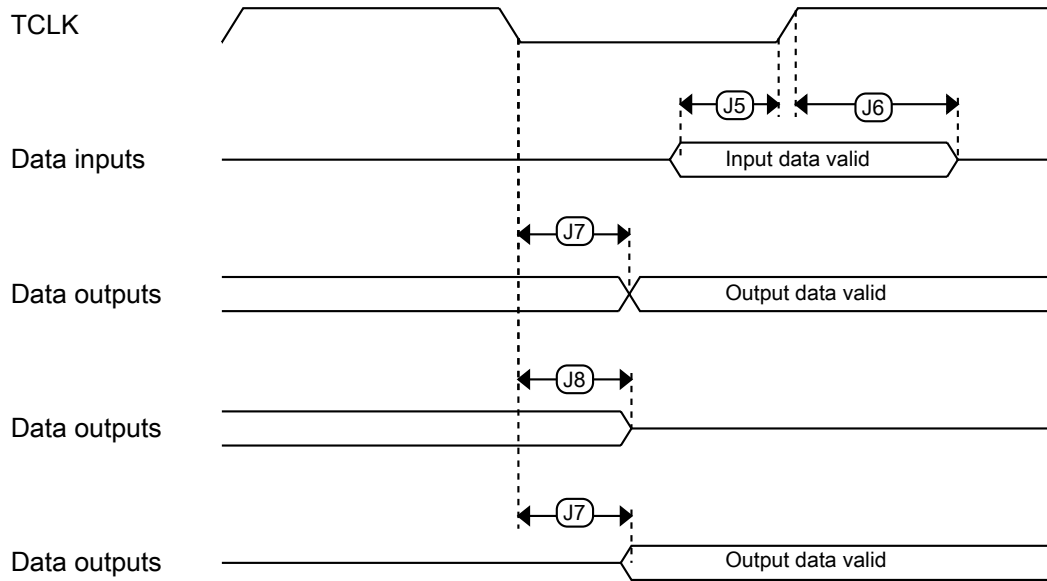 TCLK
J5
J6
Data inputs
Input data valid
J7
Data outputs
Output data valid
J8
Data outputs
J7
Data outputs
Output data valid